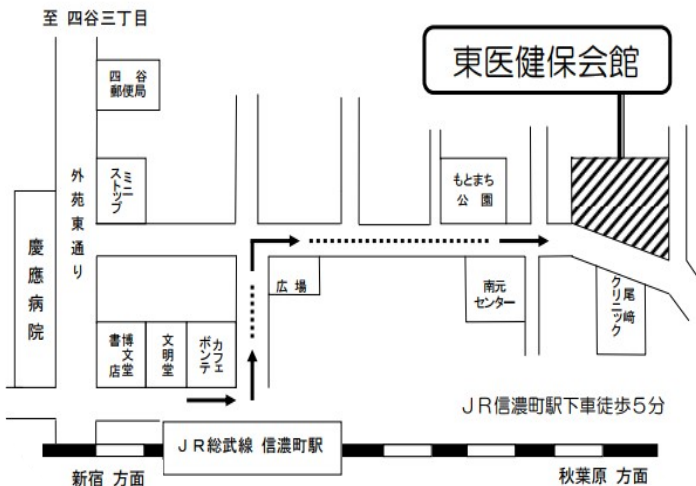 至 四谷三丁目
東医健保会館
四 谷
郵便局
外苑東通り
ミニ
ストップ
もとまち
公 園
慶應病院
広 場
南元
センター
尾﨑
クリニック
博文堂
書店
文明堂
カフェ
ポンテ
JR信濃町駅下車徒歩5分
JR総武線 信濃町駅
新宿 方面
秋葉原 方面